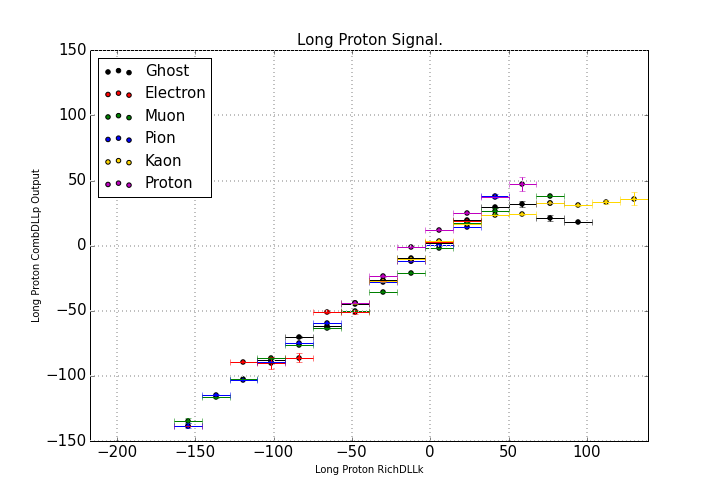 Long Proton Signal.
150
100
50
0
−50
−100
−150
Long Proton CombDLLp Output
Ghost
Electron
Muon
Pion
Kaon
Proton
−200
−150
−100
−50
0
50
100
Long Proton RichDLLk